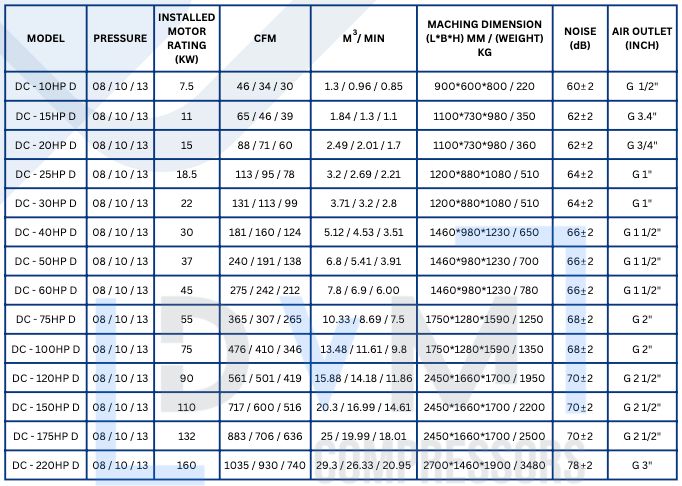 MODEL | PRESSURE | INSTALLED MOTOR RATING (KW) | CFM | M³/ MIN | MACHING DIMENSION (L*B*H) MM / (WEIGHT) KG | NOISE (dB) | AIR OUTLET (INCH)
DC - 10HP D | 08 / 10 / 13 | 7.5 | 46 / 34 / 30 | 1.3 / 0.96 / 0.85 | 900*600*800 / 220 | 60±2 | G 1/2"
DC - 15HP D | 08 / 10 / 13 | 11 | 65 / 46 / 39 | 1.84 / 1.3 / 1.1 | 1100*730*980 / 350 | 62±2 | G 3.4"
DC - 20HP D | 08 / 10 / 13 | 15 | 88 / 71 / 60 | 2.49 / 2.01 / 1.7 | 1100*730*980 / 360 | 62±2 | G 3/4"
DC - 25HP D | 08 / 10 / 13 | 18.5 | 113 / 95 / 78 | 3.2 / 2.69 / 2.21 | 1200*880*1080 / 510 | 64±2 | G 1"
DC - 30HP D | 08 / 10 / 13 | 22 | 131 / 113 / 99 | 3.71 / 3.2 / 2.8 | 1200*880*1080 / 510 | 64±2 | G 1"
DC - 40HP D | 08 / 10 / 13 | 30 | 181 / 160 / 124 | 5.12 / 4.53 / 3.51 | 1460*980*1230 / 650 | 66±2 | G 1 1/2"
DC - 50HP D | 08 / 10 / 13 | 37 | 240 / 191 / 138 | 6.8 / 5.41 / 3.91 | 1460*980*1230 / 700 | 66±2 | G 1 1/2"
DC - 60HP D | 08 / 10 / 13 | 45 | 275 / 242 / 212 | 7.8 / 6.9 / 6.00 | 1460*980*1230 / 780 | 66±2 | G 1 1/2"
DC - 75HP D | 08 / 10 / 13 | 55 | 365 / 307 / 265 | 10.33 / 8.69 / 7.5 | 1750*1280*1590 / 1250 | 68±2 | G 2"
DC - 100HP D | 08 / 10 / 13 | 75 | 476 / 410 / 346 | 13.48 / 11.61 / 9.8 | 1750*1280*1590 / 1350 | 68±2 | G 2"
DC - 120HP D | 08 / 10 / 13 | 90 | 561 / 501 / 419 | 15.88 / 14.18 / 11.86 | 2450*1660*1700 / 1950 | 70±2 | G 2 1/2"
DC - 150HP D | 08 / 10 / 13 | 110 | 717 / 600 / 516 | 20.3 / 16.99 / 14.61 | 2450*1660*1700 / 2200 | 70±2 | G 2 1/2"
DC - 175HP D | 08 / 10 / 13 | 132 | 883 / 706 / 636 | 25 / 19.99 / 18.01 | 2450*1660*1700 / 2500 | 70±2 | G 2 1/2"
DC - 220HP D | 08 / 10 / 13 | 160 | 1035 / 930 / 740 | 29.3 / 26.33 / 20.95 | 2700*1460*1900 / 3480 | 78±2 | G 3"
DVM
COMPRESSORS